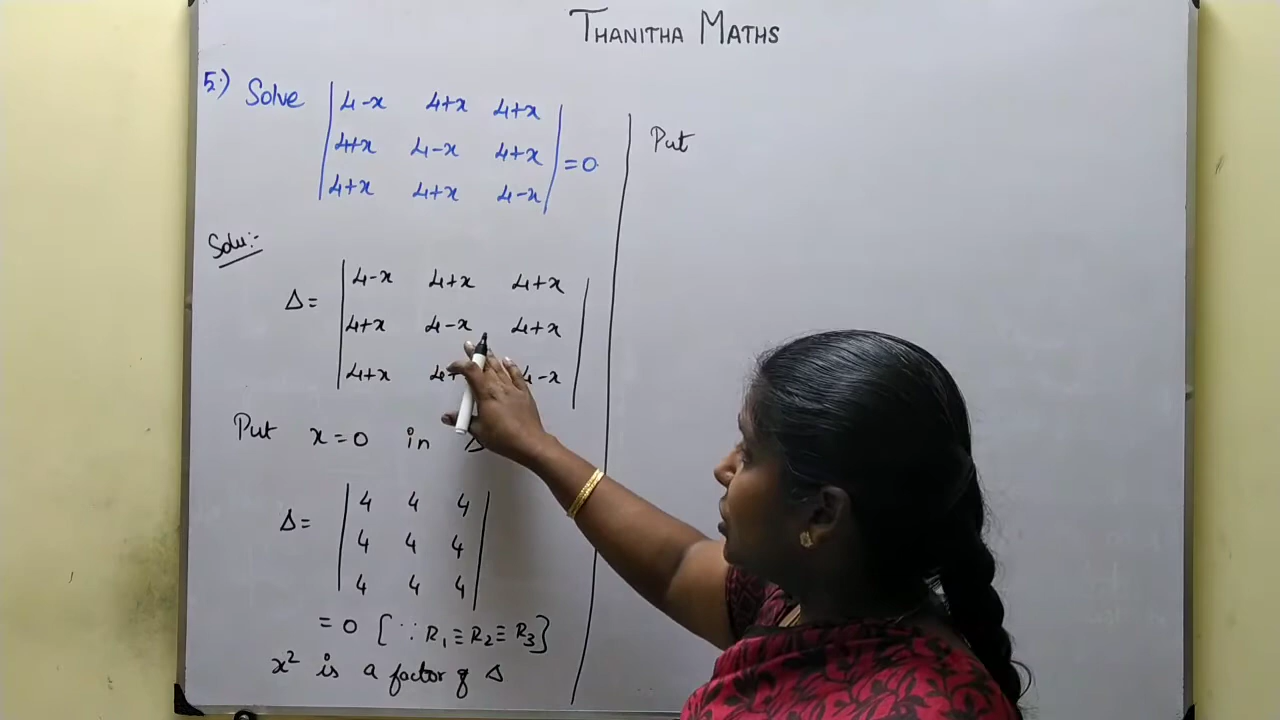 THANITHA MATHS
5.) Solve | 4-x 4+x 4+x |
| 4+x 4-x 4+x | = 0
| 4+x 4+x 4-x |
Solu:-
Δ = | 4-x 4+x 4+x |
| 4+x 4-x 4+x |
| 4+x 4+ 4-x |
Put x = 0 in Δ
Δ = | 4 4 4 |
| 4 4 4 |
| 4 4 4 |
= 0 [∵ R₁ ≡ R₂ ≡ R₃]
x² is a factor of Δ
Put